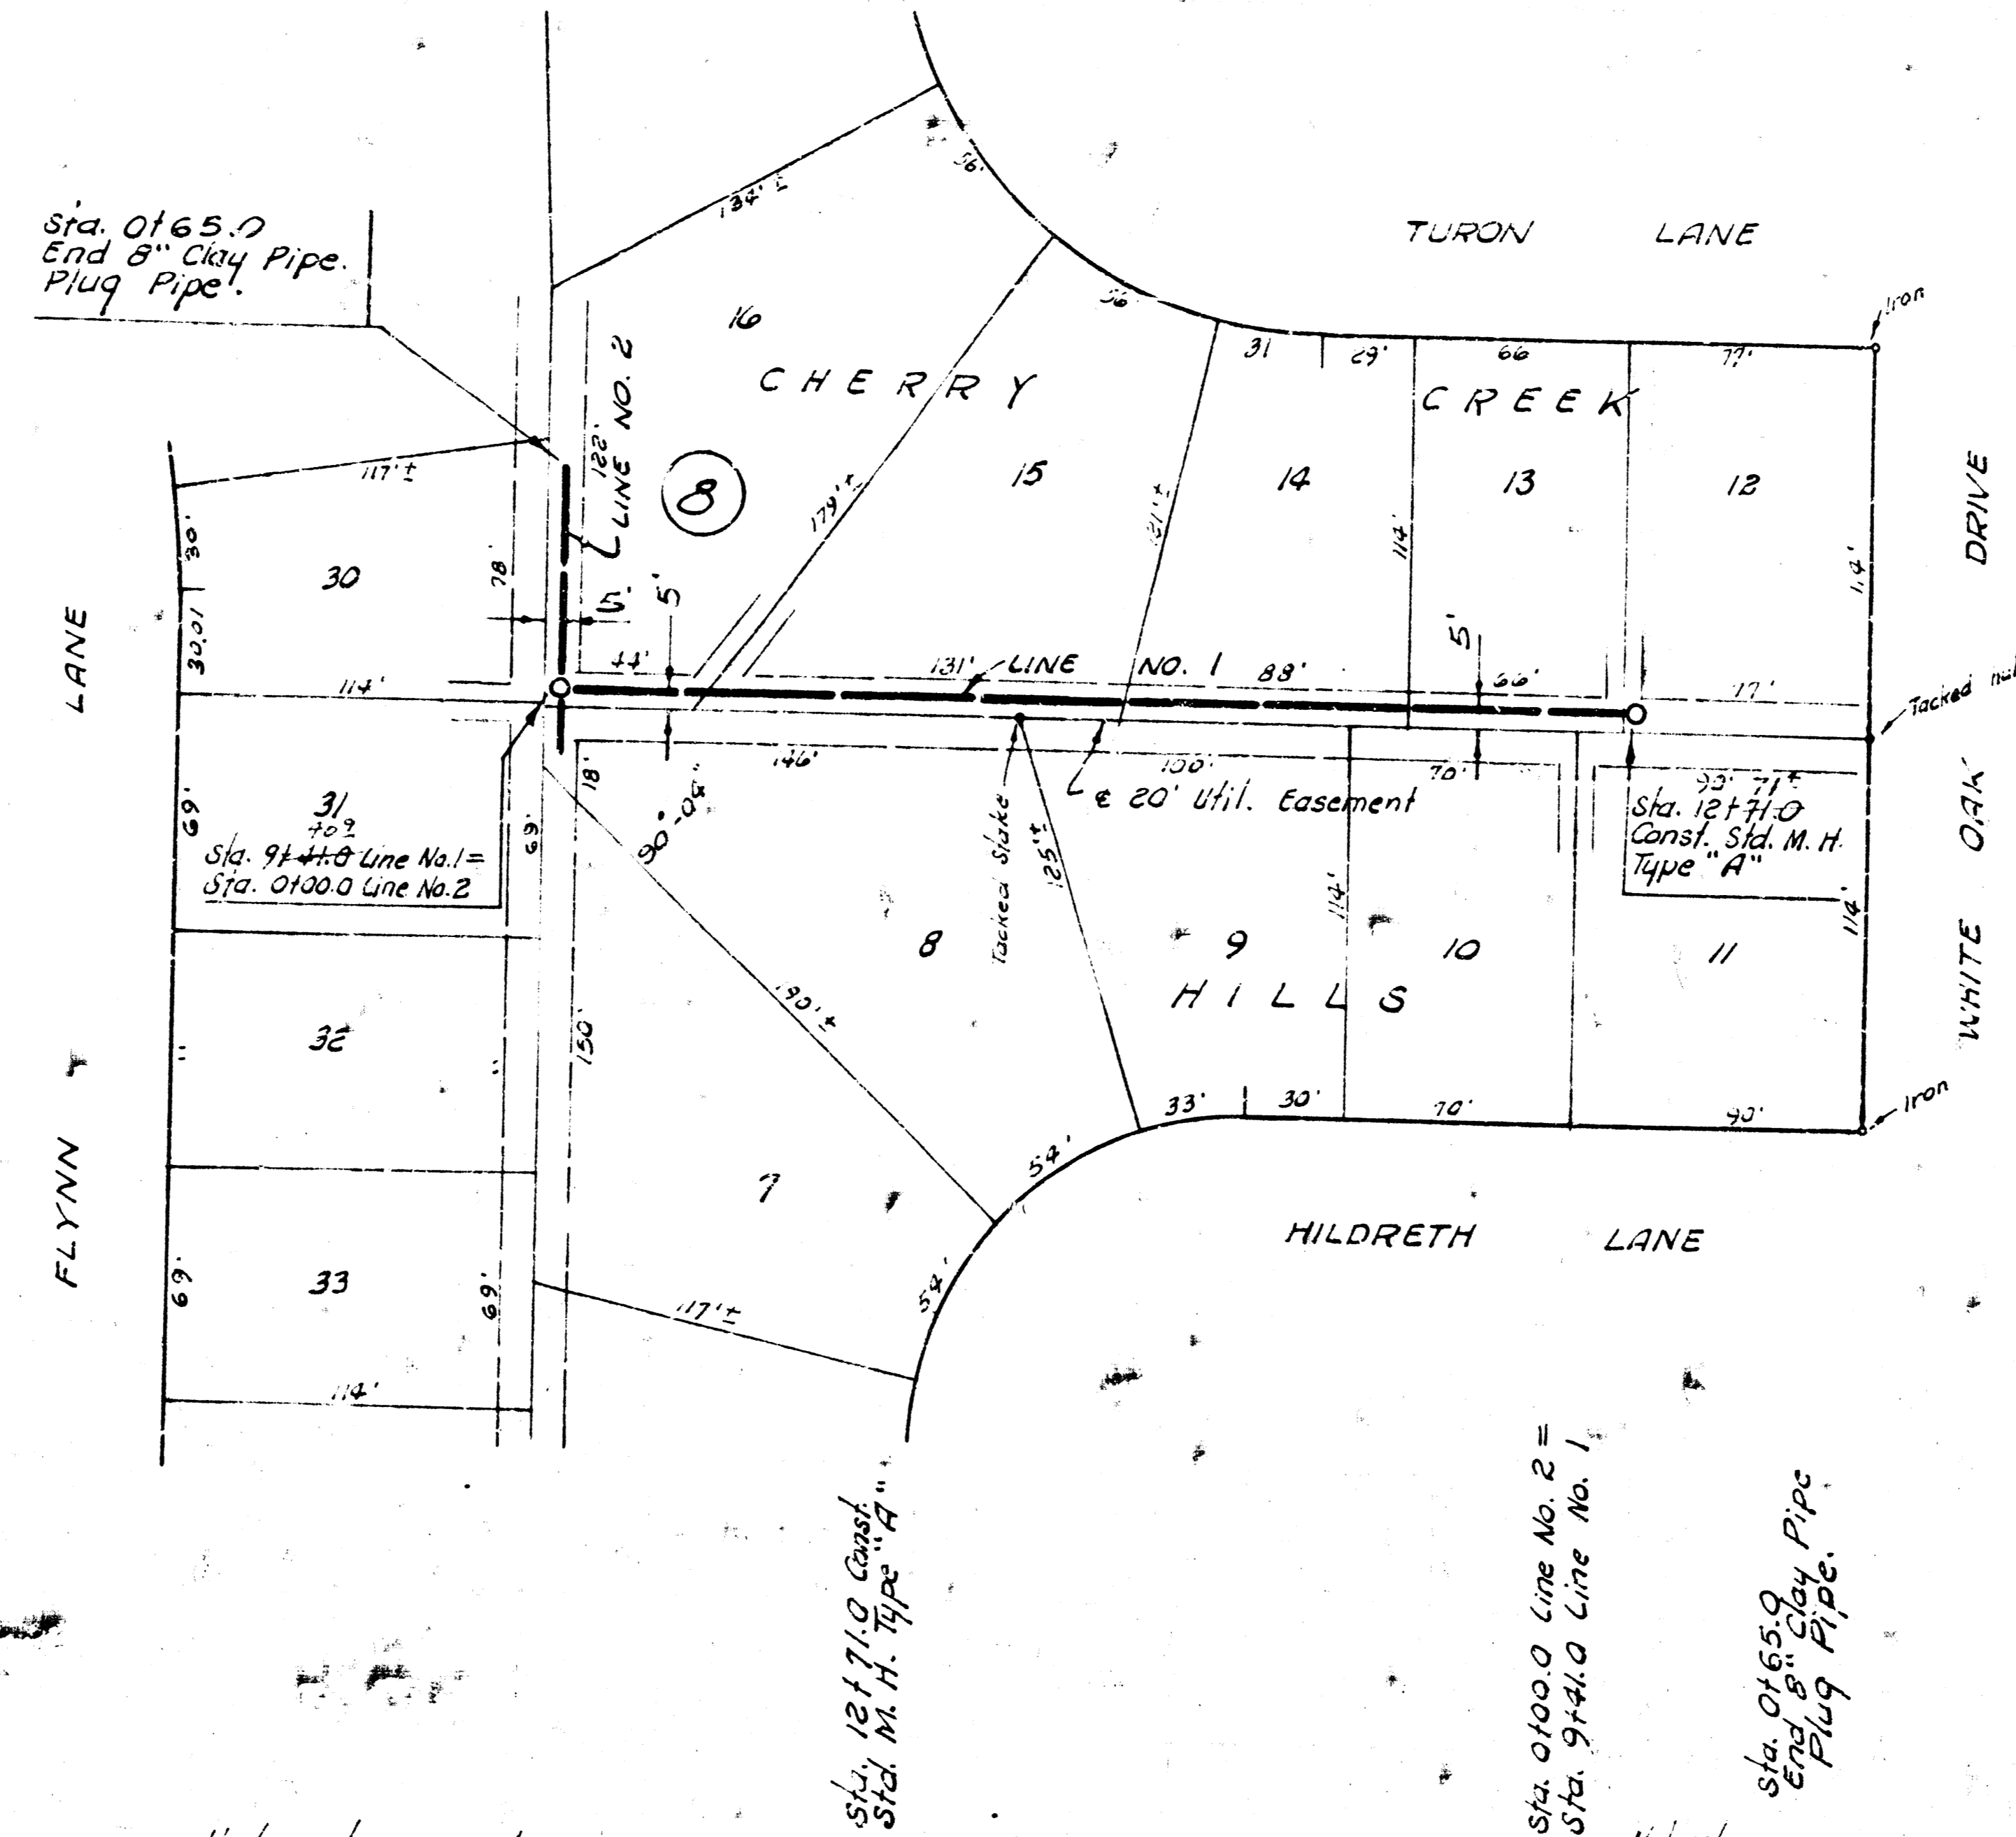 Sta. 0+65.0
End 8" Clay Pipe.
Plug Pipe.
134'±
56'
TURON LANE
Iron
16
56'
31
29'
66
77'
CHERRY
CREEK
122'
LINE NO. 2
8
117'±
179'±
15
121'±
14
13
12
114'
DRIVE
30'
30
78'
30.01
5'
5'
5'
LANE
114'
44'
131'
LINE NO. 1
88'
66'
77'
Tacked
18'
146'
100'
70'
90'
71±
¢ 20' Util. Easement
69'
31
+09
Sta. 9+41.0 Line No. 1 =
Sta. 0+00.0 Line No. 2
69'
90°-04'
Tacked Stake
125'±
Sta. 12+71.0
Const. Std. M. H.
Type "A"
114'
114'
WHITE OAK
8
9
10
11
HILLS
190'±
32
"
"
150'
33'
30'
70'
90'
Iron
54'
7
54'
FLYNN
33
69'
69'
117'±
114'
HILDRETH LANE
Sta. 12+71.0 Const.
Std. M. H. Type "A"
Sta. 0+00.0 Line No. 2 =
Sta. 9+41.0 Line No. 1
Sta. 0+65.0
End 8" Clay Pipe
Plug Pipe.